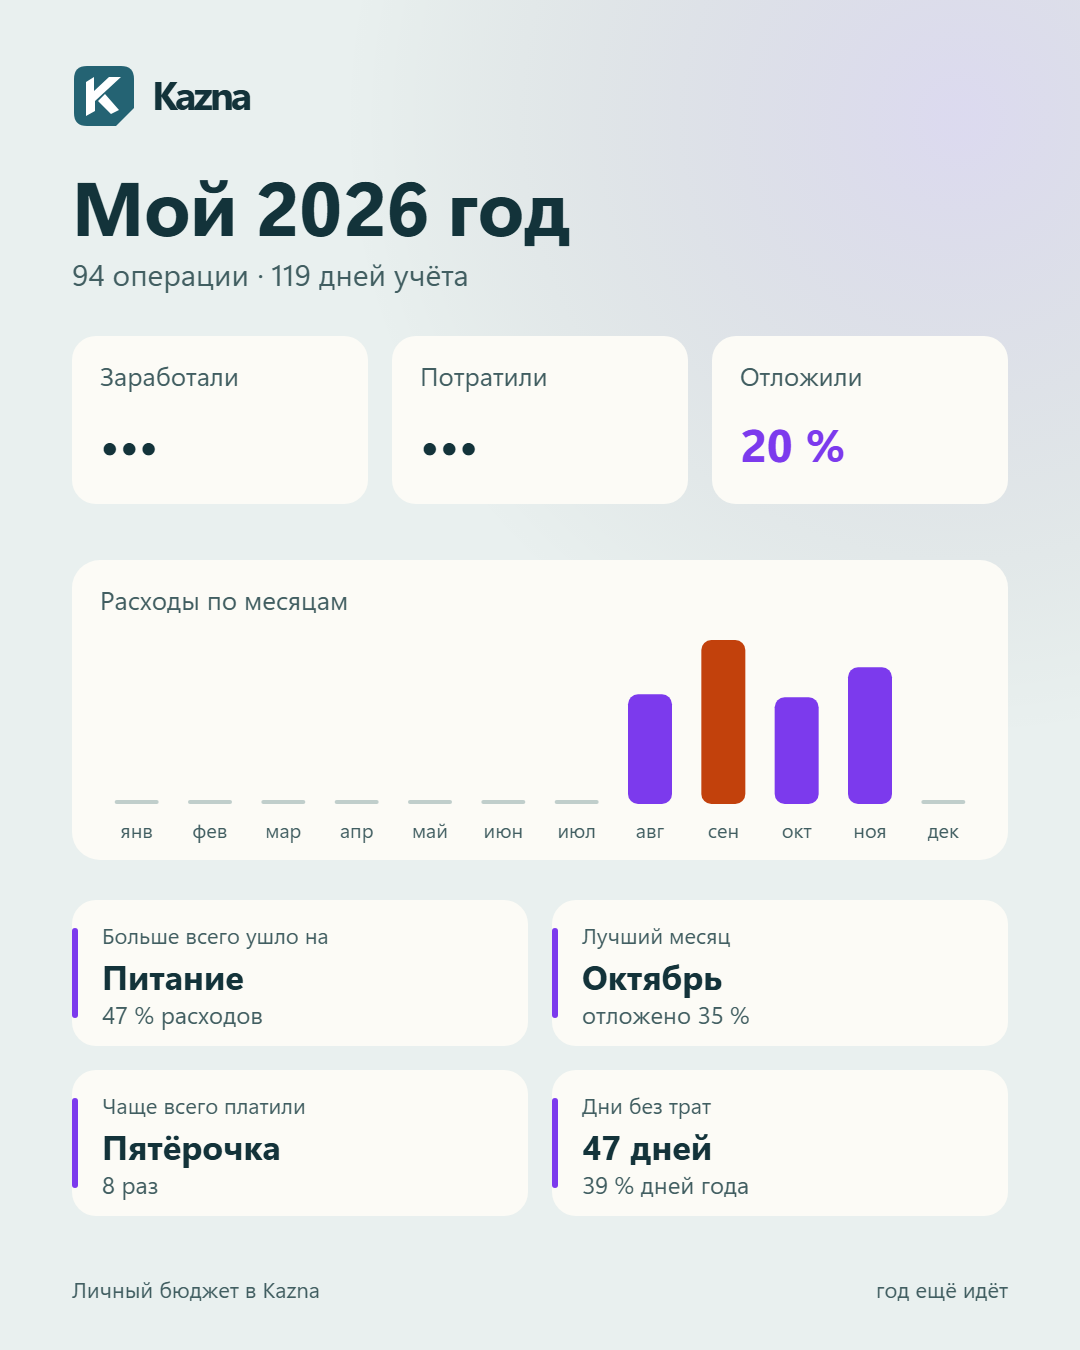 Kazna
Мой 2026 год
94 операции · 119 дней учёта
Заработали
•••
Потратили
•••
Отложили
20 %
Расходы по месяцам
янв фев мар апр май июн июл авг сен окт ноя дек
Больше всего ушло на
Питание
47 % расходов
Лучший месяц
Октябрь
отложено 35 %
Чаще всего платили
Пятёрочка
8 раз
Дни без трат
47 дней
39 % дней года
Личный бюджет в Kazna
год ещё идёт